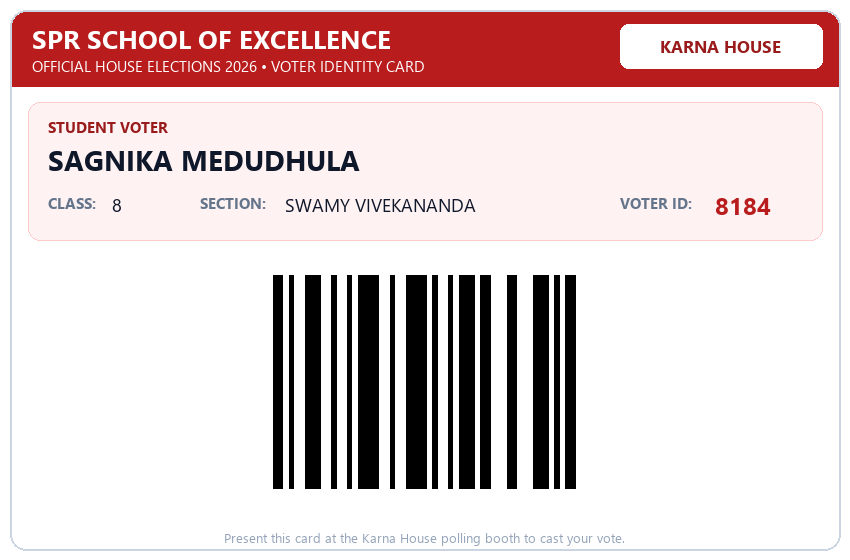 SPR SCHOOL OF EXCELLENCE
OFFICIAL HOUSE ELECTIONS 2026 • VOTER IDENTITY CARD
KARNA HOUSE
STUDENT VOTER
SAGNIKA MEDUDHULA
CLASS: 8 SECTION: SWAMY VIVEKANANDA VOTER ID: 8184
Present this card at the Karna House polling booth to cast your vote.